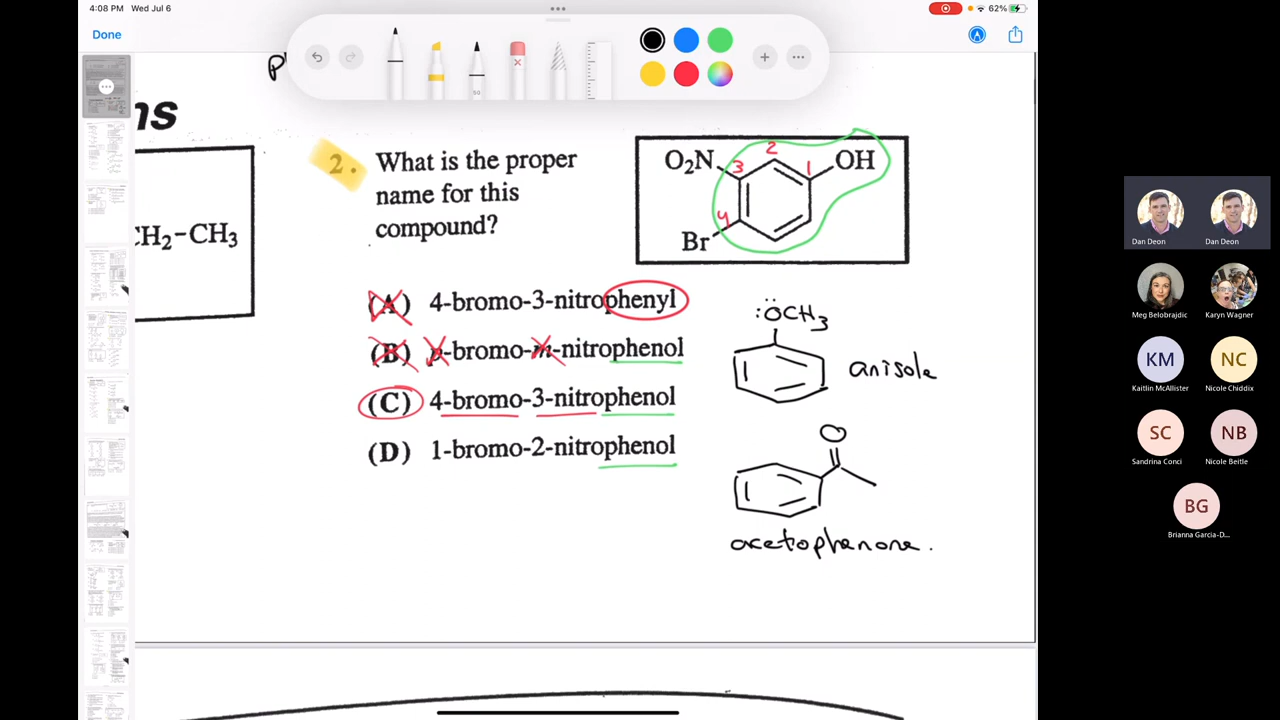 4:08 PM Wed Jul 6
62%
Done
ns
CH₂-CH₃
2. What is the proper
name for this
compound?
O₂N 3 2 1 OH
4
Br
(A) 4-bromo-3-nitrophenyl
(B) p-bromo-m-nitrophenol
(C) 4-bromo-3-nitrophenol
(D) 1-bromo-2-nitrophenol
:ÖCH₃
anisole
O
acetophenone.
Dan Deon
Dan Deon
Meg Belobrajdic
Karyn Wagner
KM
Kaitlin McAllister
NC
Nicole Chiddix
SC
Sandrina Conci
NB
Nicole Beitle
BG
Brianna Garcia-D...